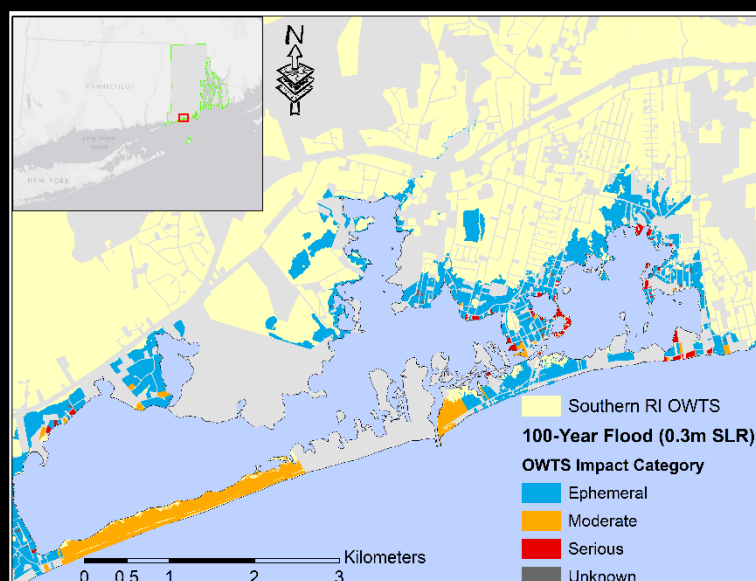 CONNECTICUT
Long Island
Sound
NEW YORK
N
Southern RI OWTS
100-Year Flood (0.3m SLR)
OWTS Impact Category
Ephemeral
Moderate
Serious
Unknown
Kilometers
0 0.5 1 2 3